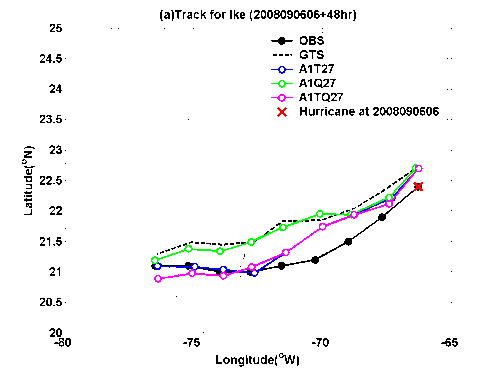 (a)Track for Ike (2008090606+48hr)
25
24.5
24
23.5
23
22.5
22
21.5
21
20.5
20
Latitude(°N)
OBS
GTS
A1T27
A1Q27
A1TQ27
Hurricane at 2008090606
-80
-75
-70
-65
Longitude(°W)